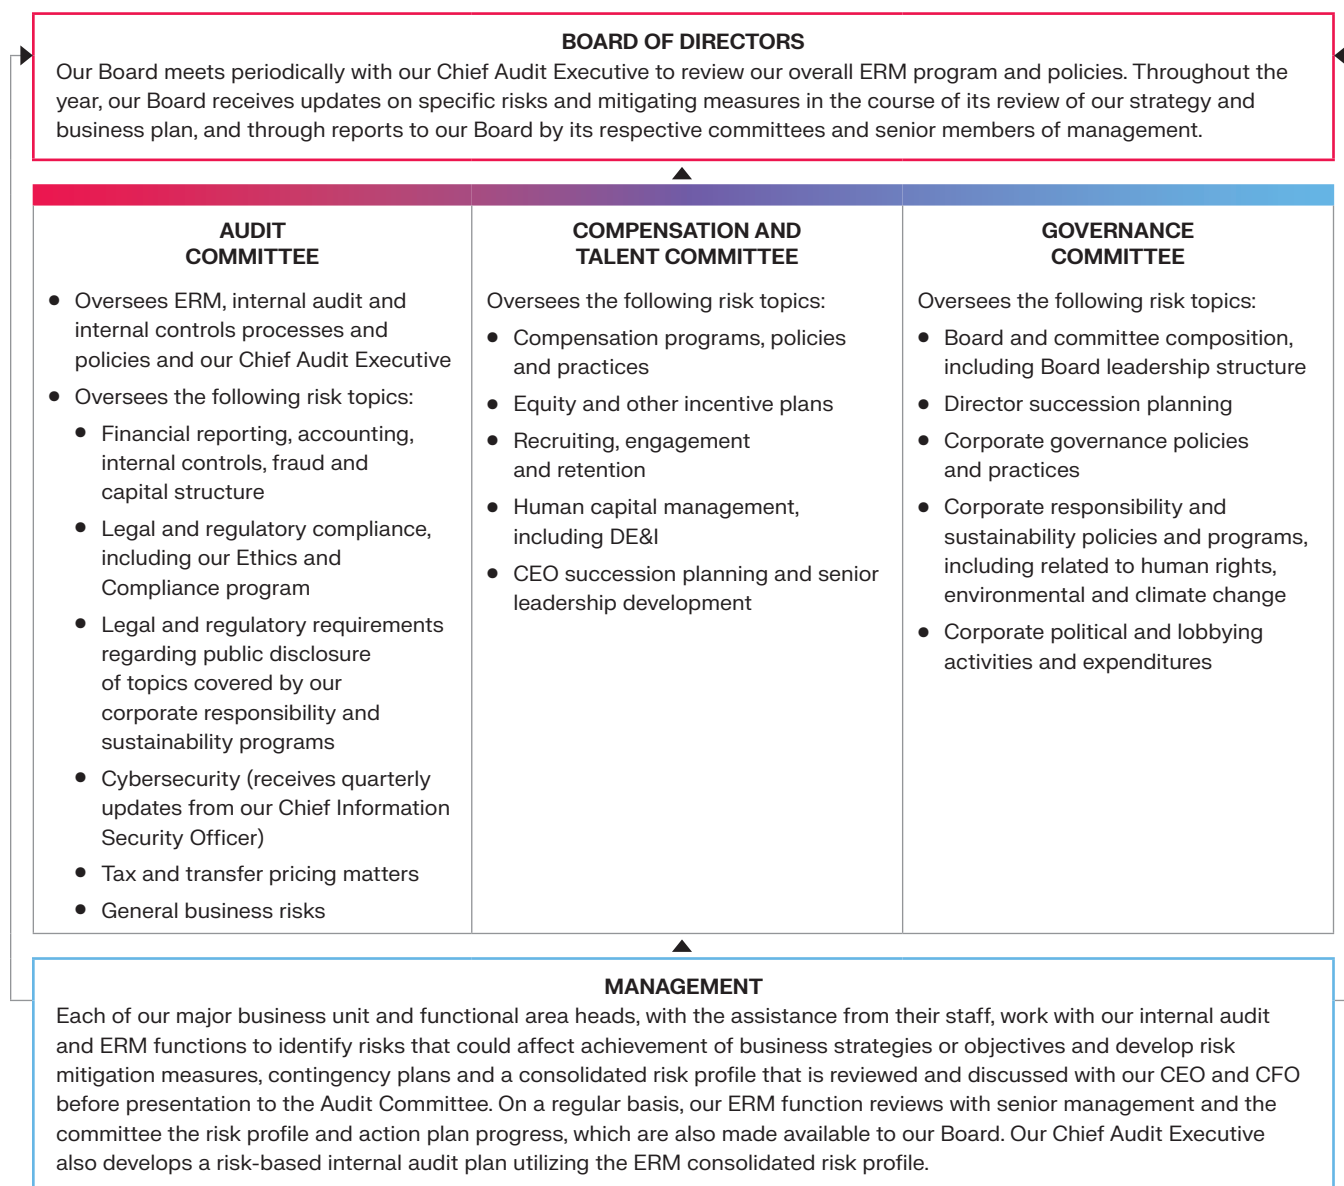 BOARD OF DIRECTORS
Our Board meets periodically with our Chief Audit Executive to review our overall ERM program and policies. Throughout the
year, our Board receives updates on specific risks and mitigating measures in the course of its review of our strategy and
business plan, and through reports to our Board by its respective committees and senior members of management.
AUDIT
COMMITTEE
● Oversees ERM, internal audit and
internal controls processes and
policies and our Chief Audit Executive
● Oversees the following risk topics:
● Financial reporting, accounting,
internal controls, fraud and
capital structure
● Legal and regulatory compliance,
including our Ethics and
Compliance program
● Legal and regulatory requirements
regarding public disclosure
of topics covered by our
corporate responsibility and
sustainability programs
● Cybersecurity (receives quarterly
updates from our Chief Information
Security Officer)
● Tax and transfer pricing matters
● General business risks
COMPENSATION AND
TALENT COMMITTEE
Oversees the following risk topics:
● Compensation programs, policies
and practices
● Equity and other incentive plans
● Recruiting, engagement
and retention
● Human capital management,
including DE&I
● CEO succession planning and senior
leadership development
GOVERNANCE
COMMITTEE
Oversees the following risk topics:
● Board and committee composition,
including Board leadership structure
● Director succession planning
● Corporate governance policies
and practices
● Corporate responsibility and
sustainability policies and programs,
including related to human rights,
environmental and climate change
● Corporate political and lobbying
activities and expenditures
MANAGEMENT
Each of our major business unit and functional area heads, with the assistance from their staff, work with our internal audit
and ERM functions to identify risks that could affect achievement of business strategies or objectives and develop risk
mitigation measures, contingency plans and a consolidated risk profile that is reviewed and discussed with our CEO and CFO
before presentation to the Audit Committee. On a regular basis, our ERM function reviews with senior management and the
committee the risk profile and action plan progress, which are also made available to our Board. Our Chief Audit Executive
also develops a risk-based internal audit plan utilizing the ERM consolidated risk profile.